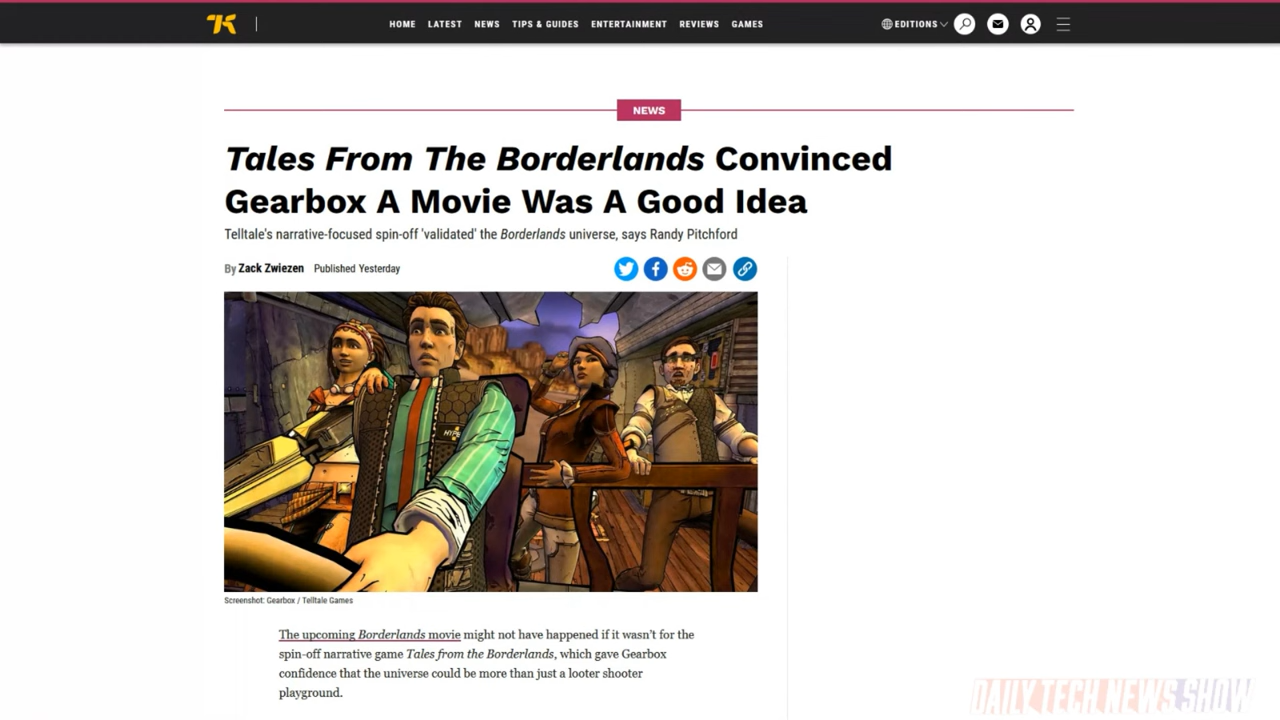 HOME LATEST NEWS TIPS & GUIDES ENTERTAINMENT REVIEWS GAMES EDITIONS
NEWS
Tales From The Borderlands Convinced
Gearbox A Movie Was A Good Idea
Telltale's narrative-focused spin-off 'validated' the Borderlands universe, says Randy Pitchford
By Zack Zwiezen Published Yesterday
HYPE
Screenshot: Gearbox / Telltale Games
The upcoming Borderlands movie might not have happened if it wasn't for the
spin-off narrative game Tales from the Borderlands, which gave Gearbox
confidence that the universe could be more than just a looter shooter
playground.
DAILY TECH NEWS SHOW